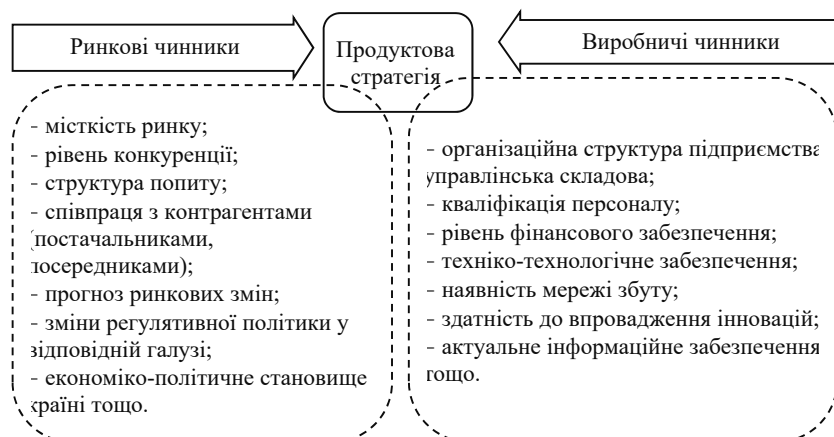 Ринкові чинники
Продуктова
стратегія
Виробничі чинники
- місткість ринку;
- рівень конкуренції;
- структура попиту;
- співпраця з контрагентами
(постачальниками,
посередниками);
- прогноз ринкових змін;
- зміни регулятивної політики у
відповідній галузі;
- економіко-політичне становище
країні тощо.
- організаційна структура підприємства
управлінська складова;
- кваліфікація персоналу;
- рівень фінансового забезпечення;
- техніко-технологічне забезпечення;
- наявність мережі збуту;
- здатність до впровадження інновацій;
- актуальне інформаційне забезпечення
тощо.